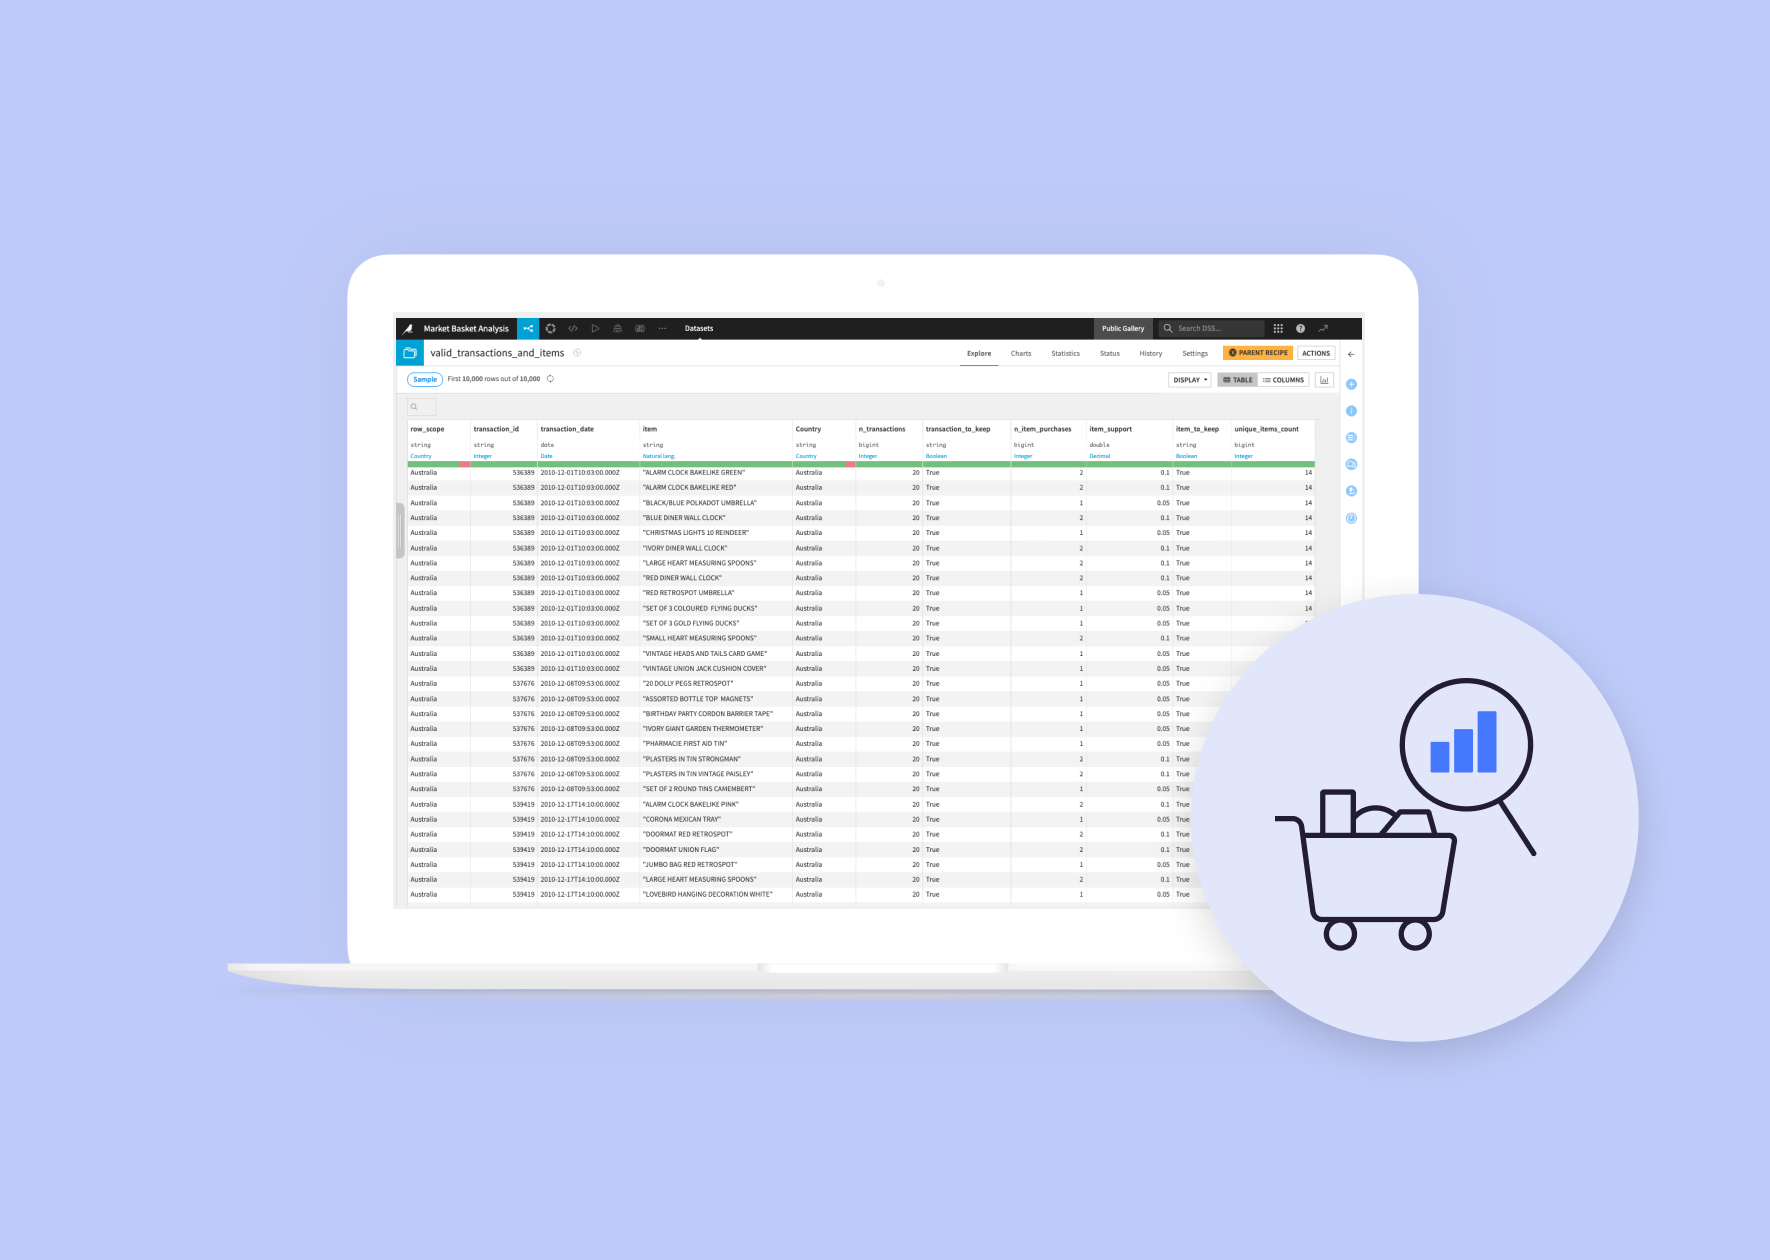 Market Basket Analysis Datasets Public Gallery Search DSS...
valid_transactions_and_items Explore Charts Statistics Status History Settings PARENT RECIPE ACTIONS
Sample First 10,000 rows out of 10,000 DISPLAY TABLE COLUMNS
row_scope transaction_id transaction_date item Country n_transactions transaction_to_keep n_item_purchases item_support item_to_keep unique_items_count
string string date string string bigint string bigint double string bigint
Country Integer Date Natural lang. Country Integer Boolean Integer Decimal Boolean Integer
Australia 536389 2010-12-01T10:03:00.000Z "ALARM CLOCK BAKELIKE GREEN" Australia 20 True 2 0.1 True 14
Australia 536389 2010-12-01T10:03:00.000Z "ALARM CLOCK BAKELIKE RED" Australia 20 True 2 0.1 True 14
Australia 536389 2010-12-01T10:03:00.000Z "BLACK/BLUE POLKADOT UMBRELLA" Australia 20 True 1 0.05 True 14
Australia 536389 2010-12-01T10:03:00.000Z "BLUE DINER WALL CLOCK" Australia 20 True 2 0.1 True 14
Australia 536389 2010-12-01T10:03:00.000Z "CHRISTMAS LIGHTS 10 REINDEER" Australia 20 True 1 0.05 True 14
Australia 536389 2010-12-01T10:03:00.000Z "IVORY DINER WALL CLOCK" Australia 20 True 2 0.1 True 14
Australia 536389 2010-12-01T10:03:00.000Z "LARGE HEART MEASURING SPOONS" Australia 20 True 2 0.1 True 14
Australia 536389 2010-12-01T10:03:00.000Z "RED DINER WALL CLOCK" Australia 20 True 2 0.1 True 14
Australia 536389 2010-12-01T10:03:00.000Z "RED RETROSPOT UMBRELLA" Australia 20 True 1 0.05 True 14
Australia 536389 2010-12-01T10:03:00.000Z "SET OF 3 COLOURED FLYING DUCKS" Australia 20 True 1 0.05 True 14
Australia 536389 2010-12-01T10:03:00.000Z "SET OF 3 GOLD FLYING DUCKS" Australia 20 True 1 0.05 True
Australia 536389 2010-12-01T10:03:00.000Z "SMALL HEART MEASURING SPOONS" Australia 20 True 2 0.1 True
Australia 536389 2010-12-01T10:03:00.000Z "VINTAGE HEADS AND TAILS CARD GAME" Australia 20 True 1 0.05 True
Australia 536389 2010-12-01T10:03:00.000Z "VINTAGE UNION JACK CUSHION COVER" Australia 20 True 1 0.05 True
Australia 537676 2010-12-08T09:53:00.000Z "20 DOLLY PEGS RETROSPOT" Australia 20 True 1 0.05 True
Australia 537676 2010-12-08T09:53:00.000Z "ASSORTED BOTTLE TOP MAGNETS" Australia 20 True 1 0.05 True
Australia 537676 2010-12-08T09:53:00.000Z "BIRTHDAY PARTY CORDON BARRIER TAPE" Australia 20 True 1 0.05 True
Australia 537676 2010-12-08T09:53:00.000Z "IVORY GIANT GARDEN THERMOMETER" Australia 20 True 1 0.05 True
Australia 537676 2010-12-08T09:53:00.000Z "PHARMACIE FIRST AID TIN" Australia 20 True 1 0.05 True
Australia 537676 2010-12-08T09:53:00.000Z "PLASTERS IN TIN STRONGMAN" Australia 20 True 2 0.1 True
Australia 537676 2010-12-08T09:53:00.000Z "PLASTERS IN TIN VINTAGE PAISLEY" Australia 20 True 2 0.1 True
Australia 537676 2010-12-08T09:53:00.000Z "SET OF 2 ROUND TINS CAMEMBERT" Australia 20 True 1 0.05 True
Australia 539419 2010-12-17T14:10:00.000Z "ALARM CLOCK BAKELIKE PINK" Australia 20 True 2 0.1 True
Australia 539419 2010-12-17T14:10:00.000Z "CORONA MEXICAN TRAY" Australia 20 True 1 0.05 True
Australia 539419 2010-12-17T14:10:00.000Z "DOORMAT RED RETROSPOT" Australia 20 True 2 0.1 True
Australia 539419 2010-12-17T14:10:00.000Z "DOORMAT UNION FLAG" Australia 20 True 2 0.1 True
Australia 539419 2010-12-17T14:10:00.000Z "JUMBO BAG RED RETROSPOT" Australia 20 True 1 0.05 True
Australia 539419 2010-12-17T14:10:00.000Z "LARGE HEART MEASURING SPOONS" Australia 20 True 2 0.1 True
Australia 539419 2010-12-17T14:10:00.000Z "LOVEBIRD HANGING DECORATION WHITE" Australia 20 True 1 0.05 True